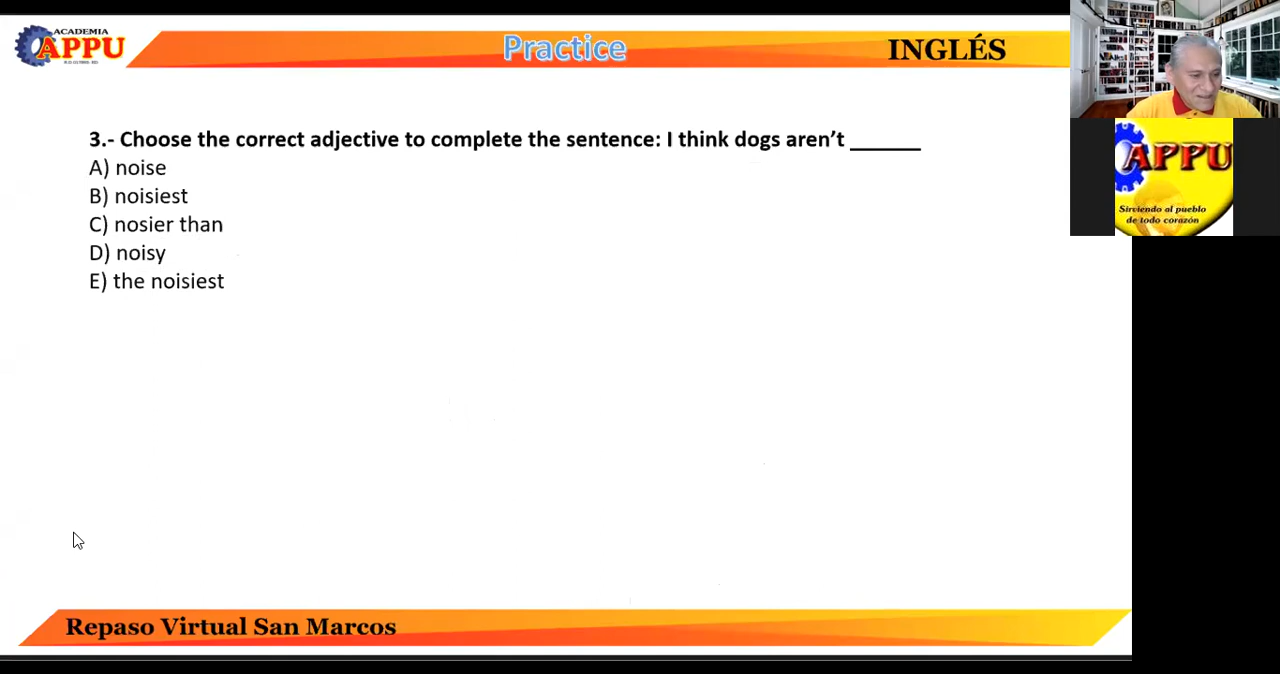 ACADEMIA
APPU
Practice
INGLÉS
3.- Choose the correct adjective to complete the sentence: I think dogs aren’t ______
A) noise
B) noisiest
C) nosier than
D) noisy
E) the noisiest
APPU
Sirviendo al pueblo
de todo corazón
Repaso Virtual San Marcos